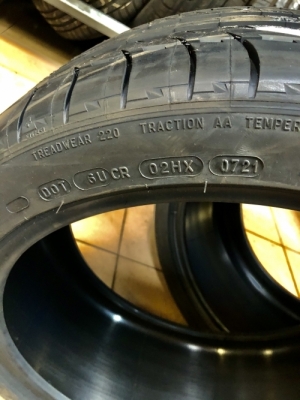 TREADWEAR 220 TRACTION AA TEMPER
DOT 6U CR 02HX 0721